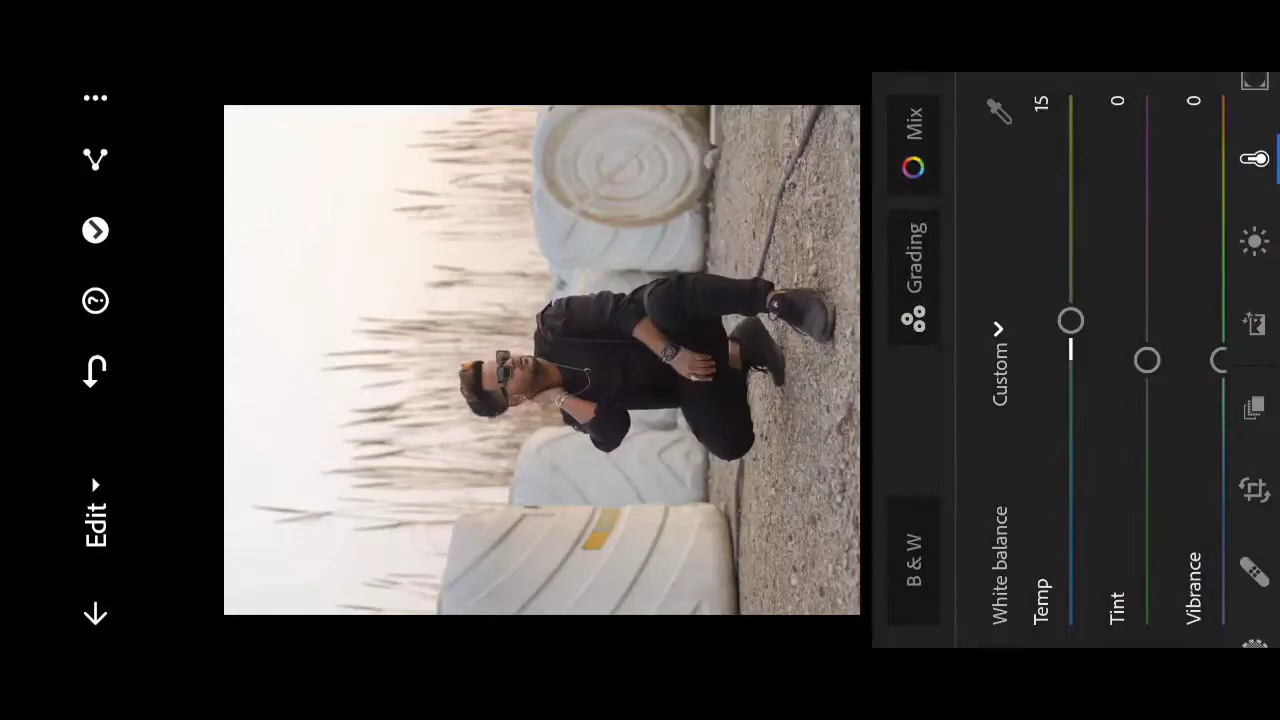 Edit
B & W
Grading
Mix
White balance
Custom
Temp
15
Tint
0
Vibrance
0